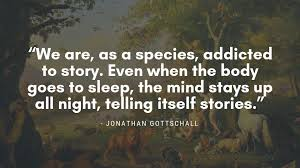 “We are, as a species, addicted
to story. Even when the body
goes to sleep, the mind stays up
all night, telling itself stories.”
- JONATHAN GOTTSCHALL